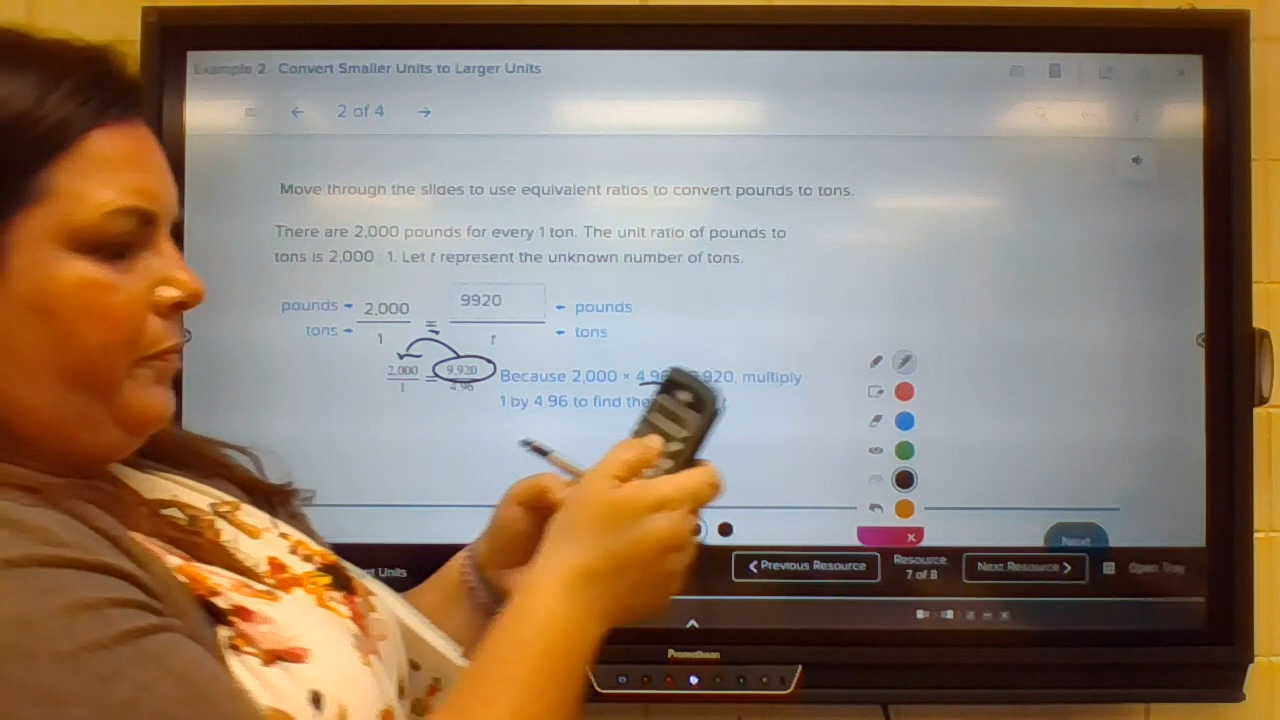 Example 2 Convert Smaller Units to Larger Units
← 2 of 4 →
Move through the slides to use equivalent ratios to convert pounds to tons.
There are 2,000 pounds for every 1 ton. The unit ratio of pounds to
tons is 2,000 1. Let t represent the unknown number of tons.
pounds → 2,000 = 9920 ← pounds
tons → 1 t ← tons
2,000 = 9,920
1 4.96
Because 2,000 × 4.96 920, multiply
1 by 4.96 to find the
Next
nt Units
Previous Resource
Resource
7 of 8
Next Resource
Open Tray
Promethean